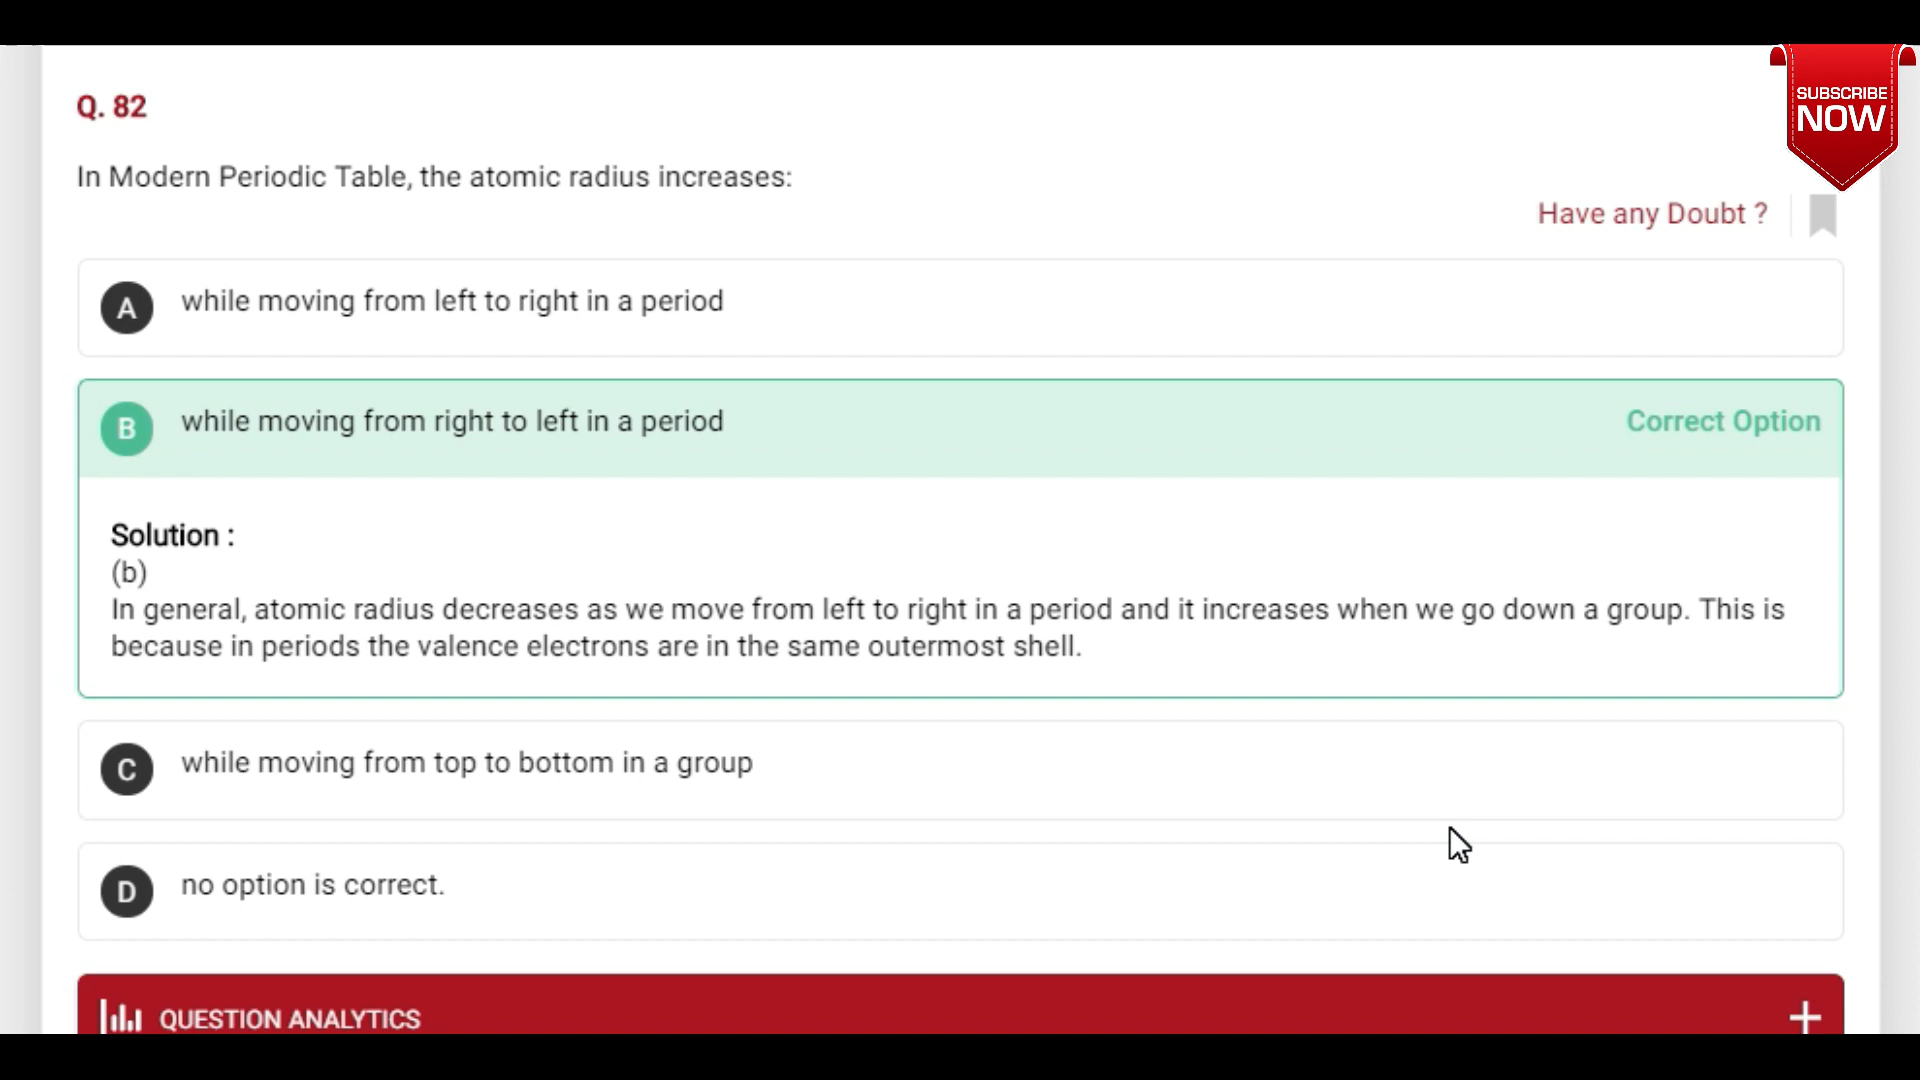 SUBSCRIBE
NOW
Q. 82
In Modern Periodic Table, the atomic radius increases:
Have any Doubt ?
A while moving from left to right in a period
B while moving from right to left in a period Correct Option
Solution :
(b)
In general, atomic radius decreases as we move from left to right in a period and it increases when we go down a group. This is
because in periods the valence electrons are in the same outermost shell.
C while moving from top to bottom in a group
D no option is correct.
QUESTION ANALYTICS +